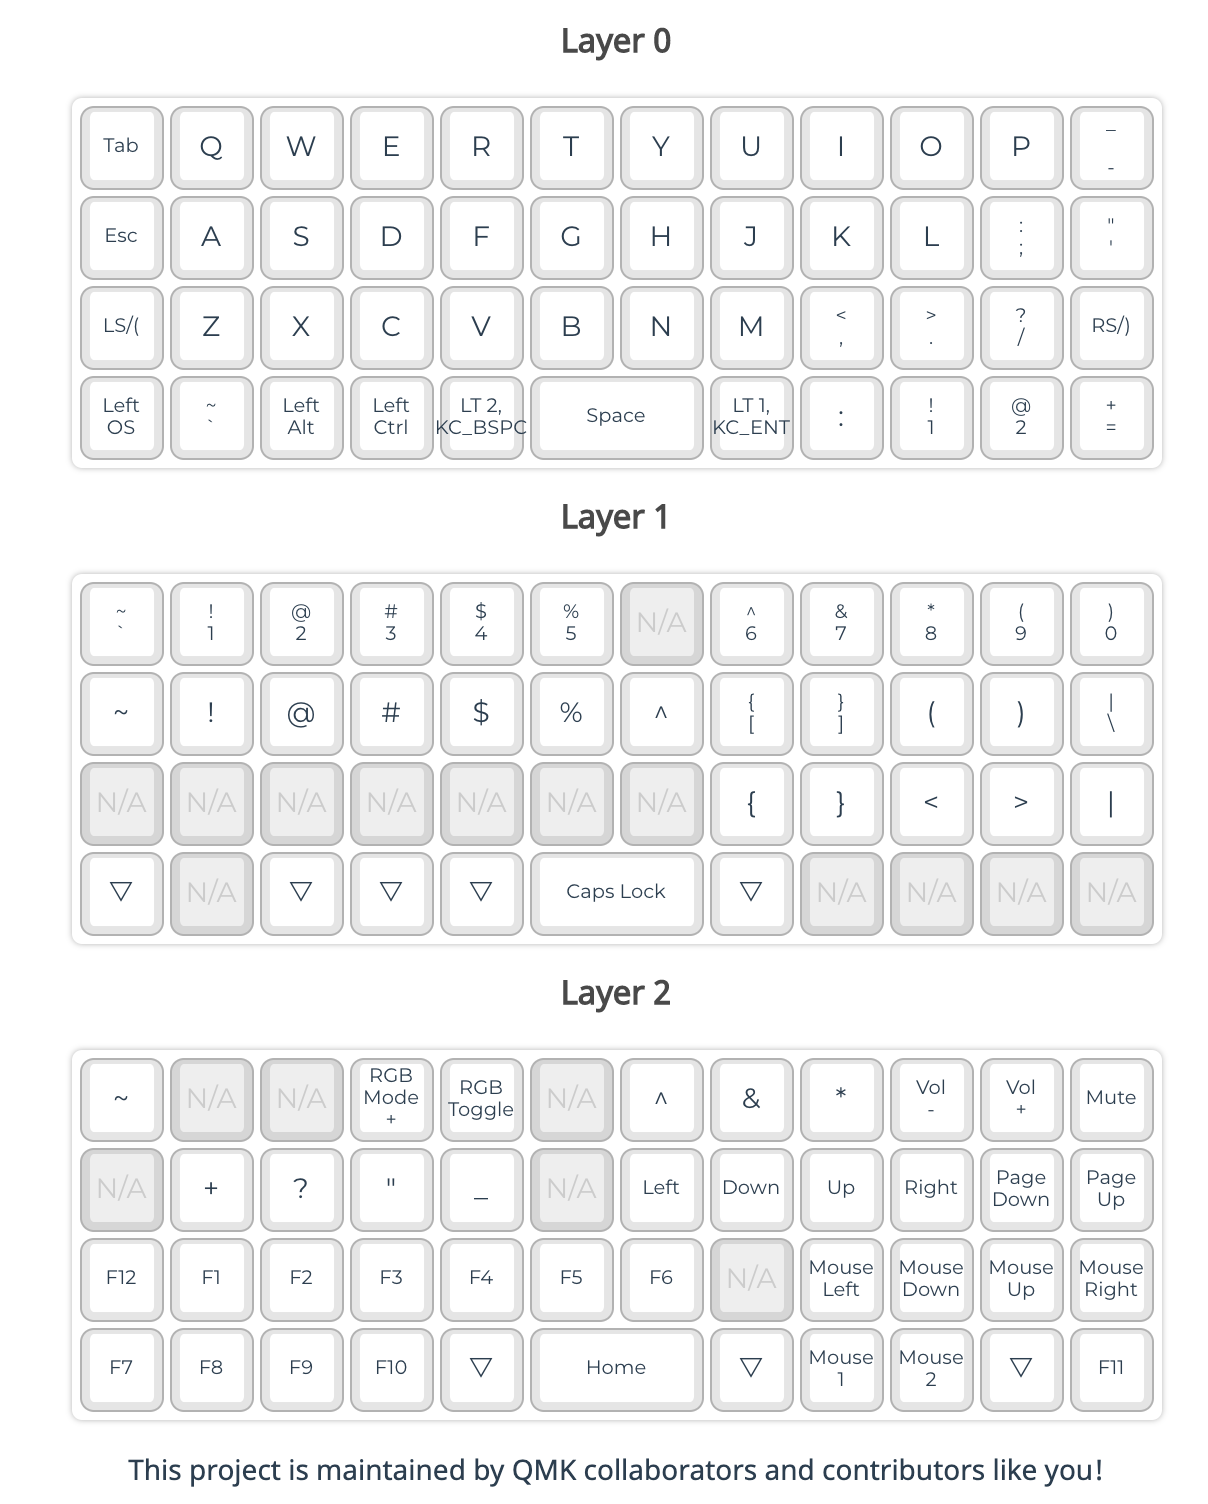 Layer 0
Tab Q W E R T Y U I O P _ -
Esc A S D F G H J K L : ; " '
LS/( Z X C V B N M < , > . ? / RS/)
Left OS ~ ` Left Alt Left Ctrl LT 2, KC_BSPC Space LT 1, KC_ENT : ! 1 @ 2 + =
Layer 1
~ ` ! 1 @ 2 # 3 $ 4 % 5 N/A ^ 6 & 7 * 8 ( 9 ) 0
~ ! @ # $ % ^ { [ } ] ( ) | \
N/A N/A N/A N/A N/A N/A N/A { } < > |
▽ N/A ▽ ▽ ▽ Caps Lock ▽ N/A N/A N/A N/A
Layer 2
~ N/A N/A RGB Mode + RGB Toggle N/A ^ & * Vol - Vol + Mute
N/A + ? " _ N/A Left Down Up Right Page Down Page Up
F12 F1 F2 F3 F4 F5 F6 N/A Mouse Left Mouse Down Mouse Up Mouse Right
F7 F8 F9 F10 ▽ Home ▽ Mouse 1 Mouse 2 ▽ F11
This project is maintained by QMK collaborators and contributors like you!